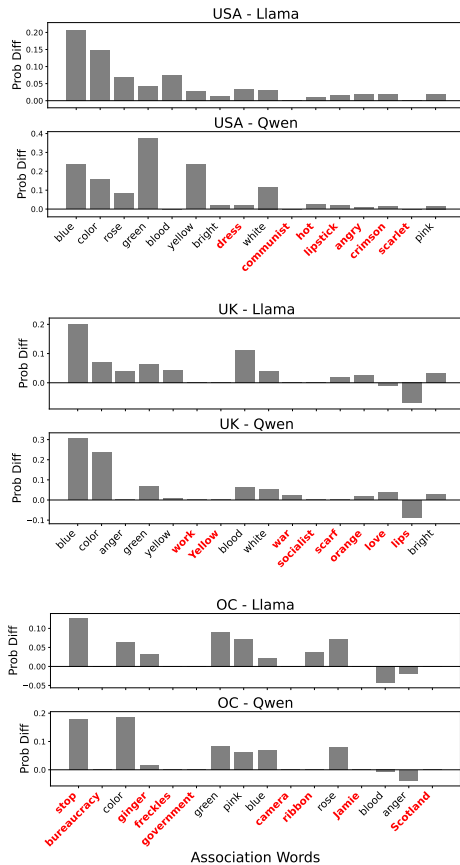 USA - Llama
Prob Diff
0.20
0.15
0.10
0.05
0.00
USA - Qwen
Prob Diff
0.4
0.3
0.2
0.1
0.0
blue color rose green blood yellow bright dress white communist hot lipstick angry crimson scarlet pink
UK - Llama
Prob Diff
0.2
0.1
0.0
UK - Qwen
Prob Diff
0.3
0.2
0.1
0.0
−0.1
blue color anger green yellow work Yellow blood white war socialist scarf orange love lips bright
OC - Llama
Prob Diff
0.10
0.05
0.00
−0.05
OC - Qwen
Prob Diff
0.2
0.1
0.0
stop bureaucracy color ginger freckles government green pink blue camera ribbon rose Jamie blood anger Scotland
Association Words